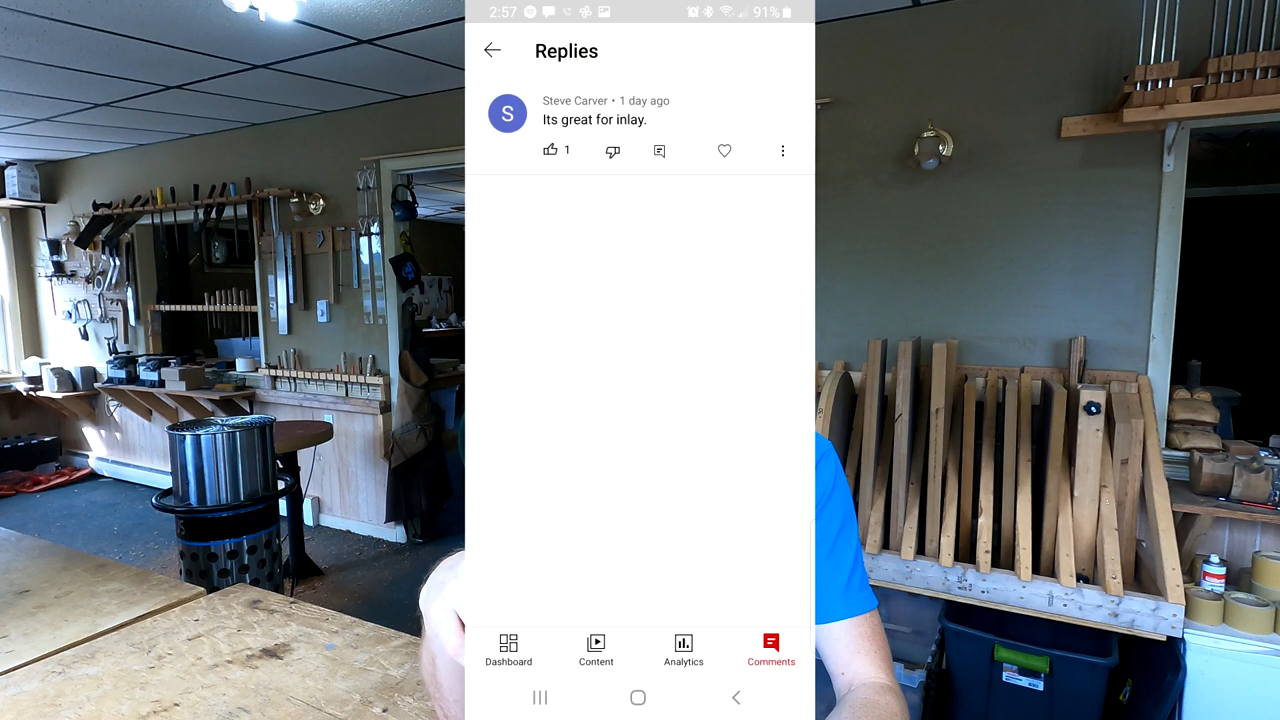 2:57
91%
Replies
S
Steve Carver • 1 day ago
Its great for inlay.
1
Dashboard
Content
Analytics
Comments